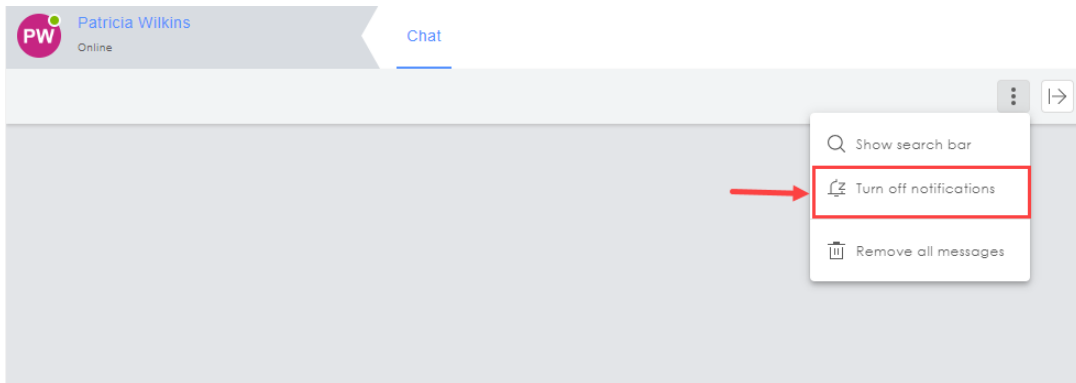 PW
Patricia Wilkins
Online
Chat
Show search bar
Turn off notifications
Remove all messages